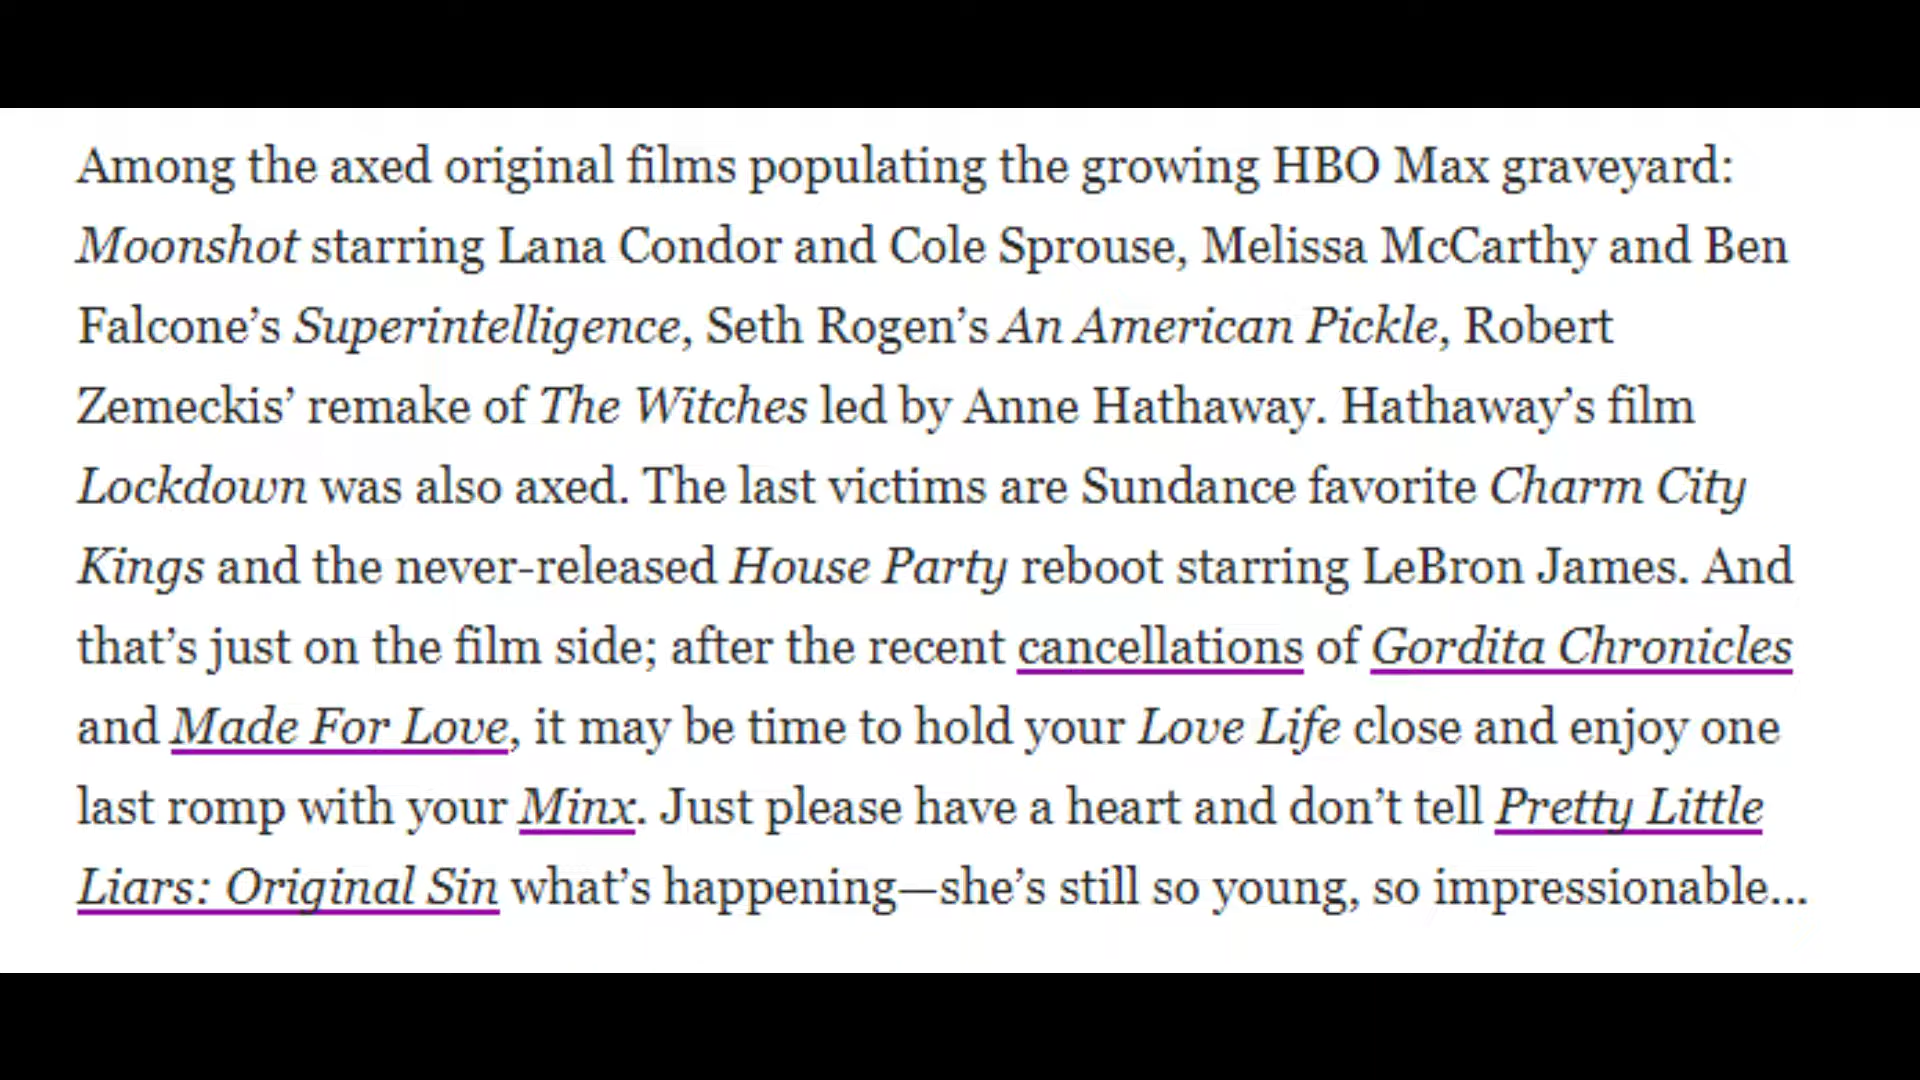 Among the axed original films populating the growing HBO Max graveyard:
Moonshot starring Lana Condor and Cole Sprouse, Melissa McCarthy and Ben
Falcone’s Superintelligence, Seth Rogen’s An American Pickle, Robert
Zemeckis’ remake of The Witches led by Anne Hathaway. Hathaway’s film
Lockdown was also axed. The last victims are Sundance favorite Charm City
Kings and the never-released House Party reboot starring LeBron James. And
that’s just on the film side; after the recent cancellations of Gordita Chronicles
and Made For Love, it may be time to hold your Love Life close and enjoy one
last romp with your Minx. Just please have a heart and don’t tell Pretty Little
Liars: Original Sin what’s happening—she’s still so young, so impressionable...